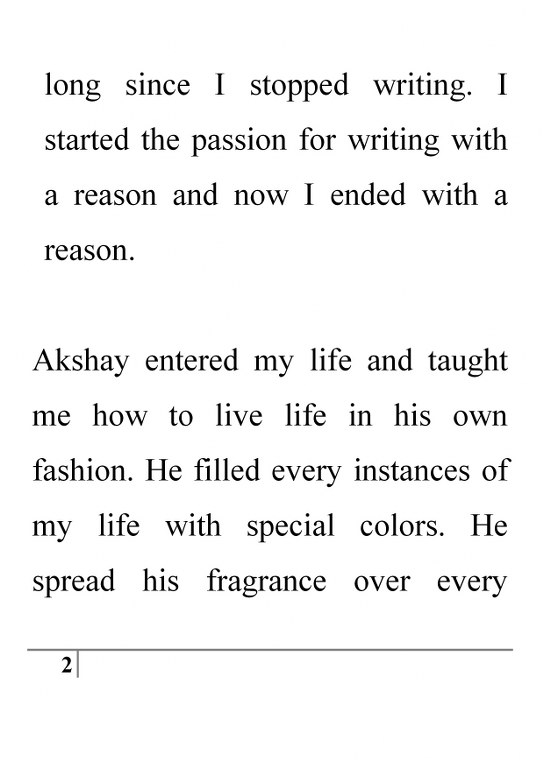 long since I stopped writing. I
started the passion for writing with
a reason and now I ended with a
reason.
Akshay entered my life and taught
me how to live life in his own
fashion. He filled every instances of
my life with special colors. He
spread his fragrance over every
2